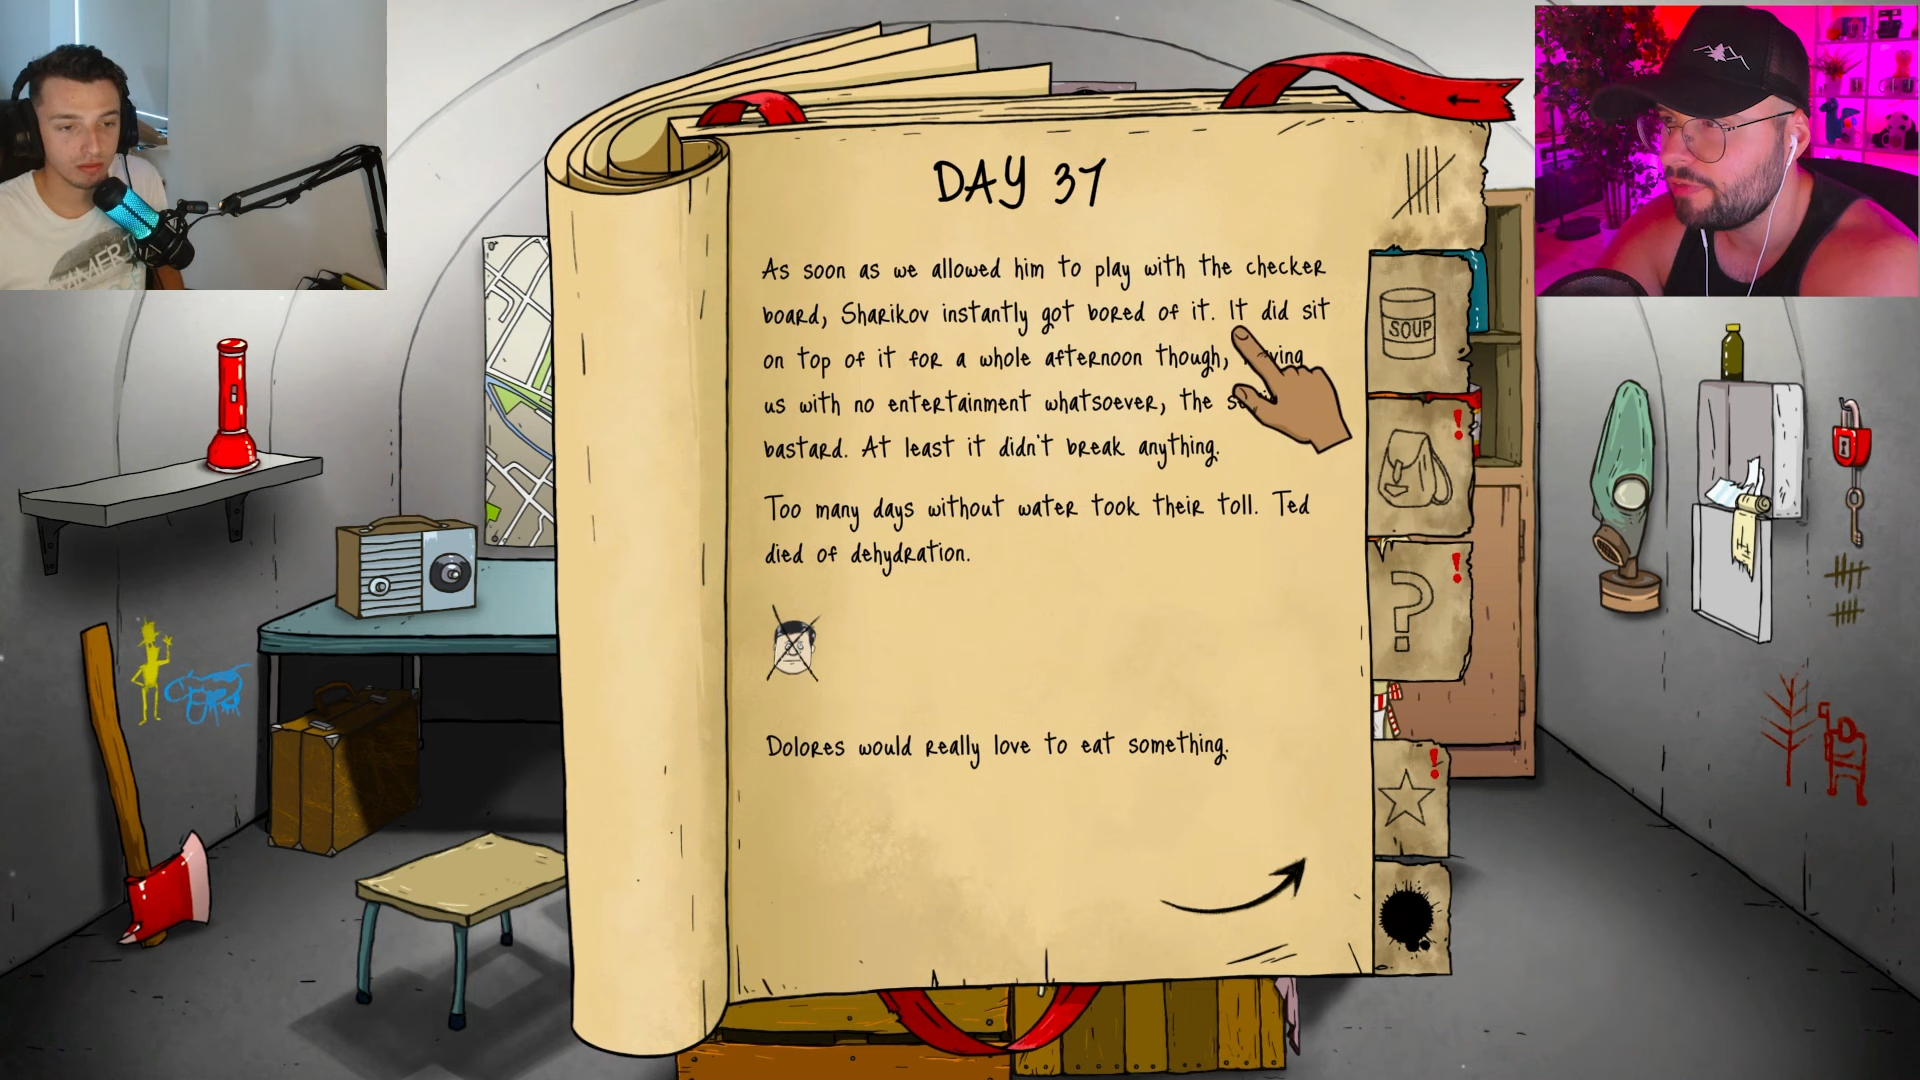 DAY 37
As soon as we allowed him to play with the checker
board, Sharikov instantly got bored of it. It did sit
on top of it for a whole afternoon though,
us with no entertainment whatsoever, the
bastard. At least it didn't break anything.
Too many days without water took their toll. Ted
died of dehydration.
Dolores would really love to eat something.
SOUP
!
?
!
!